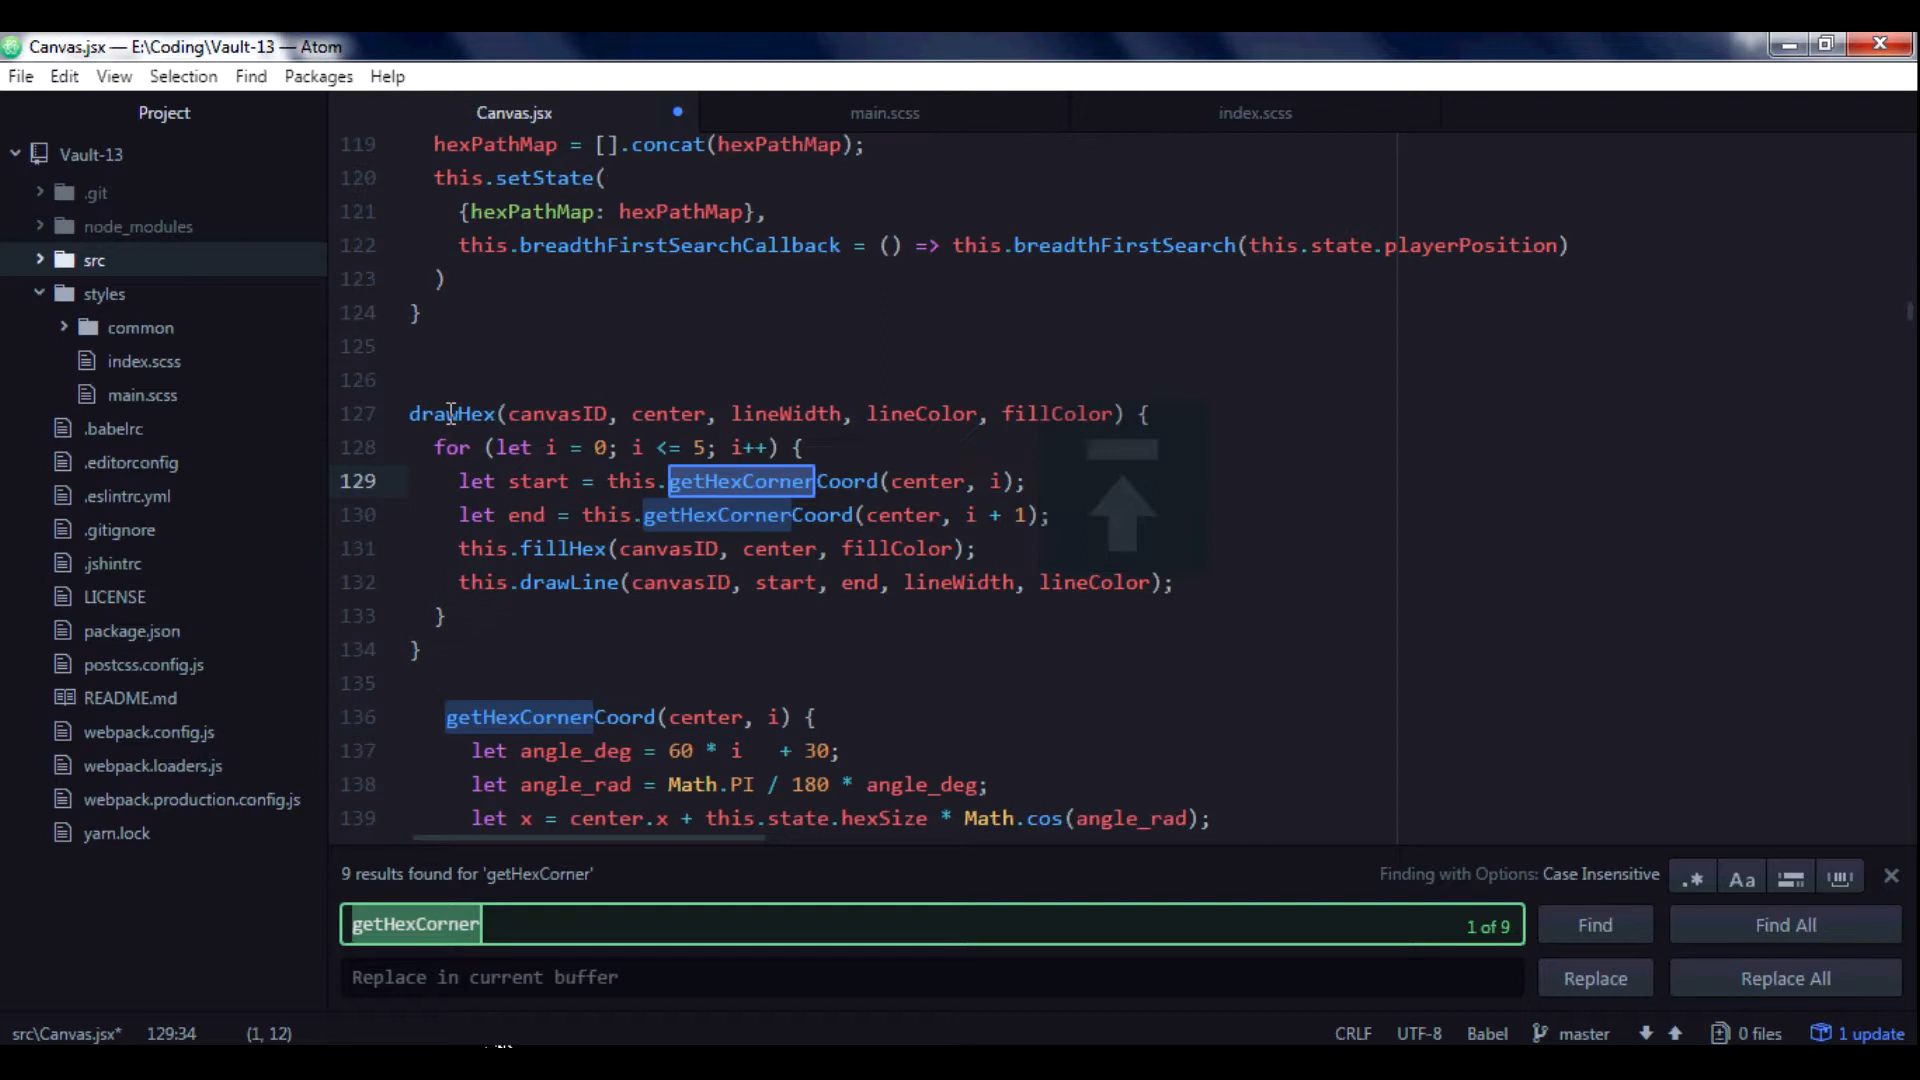 Canvas.jsx — E:\Coding\Vault-13 — Atom
File Edit View Selection Find Packages Help
Project
Canvas.jsx main.scss index.scss
Vault-13
.git
node_modules
src
styles
common
index.scss
main.scss
.babelrc
.editorconfig
.eslintrc.yml
.gitignore
.jshintrc
LICENSE
package.json
postcss.config.js
README.md
webpack.config.js
webpack.loaders.js
webpack.production.config.js
yarn.lock
119 hexPathMap = [].concat(hexPathMap);
120 this.setState(
121 {hexPathMap: hexPathMap},
122 this.breadthFirstSearchCallback = () => this.breadthFirstSearch(this.state.playerPosition)
123 )
124 }
125
126
127 drawHex(canvasID, center, lineWidth, lineColor, fillColor) {
128 for (let i = 0; i <= 5; i++) {
129 let start = this.getHexCornerCoord(center, i);
130 let end = this.getHexCornerCoord(center, i + 1);
131 this.fillHex(canvasID, center, fillColor);
132 this.drawLine(canvasID, start, end, lineWidth, lineColor);
133 }
134 }
135
136 getHexCornerCoord(center, i) {
137 let angle_deg = 60 * i   + 30;
138 let angle_rad = Math.PI / 180 * angle_deg;
139 let x = center.x + this.state.hexSize * Math.cos(angle_rad);
9 results found for 'getHexCorner' Finding with Options: Case Insensitive .* Aa
getHexCorner 1 of 9 Find Find All
Replace in current buffer Replace Replace All
src\Canvas.jsx* 129:34 (1, 12) CRLF UTF-8 Babel master 0 files 1 update